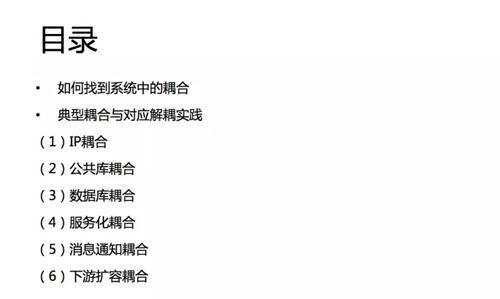 目录
• 如何找到系统中的耦合
• 典型耦合与对应解耦实践
（1）IP耦合
（2）公共库耦合
（3）数据库耦合
（4）服务化耦合
（5）消息通知耦合
（6）下游扩容耦合